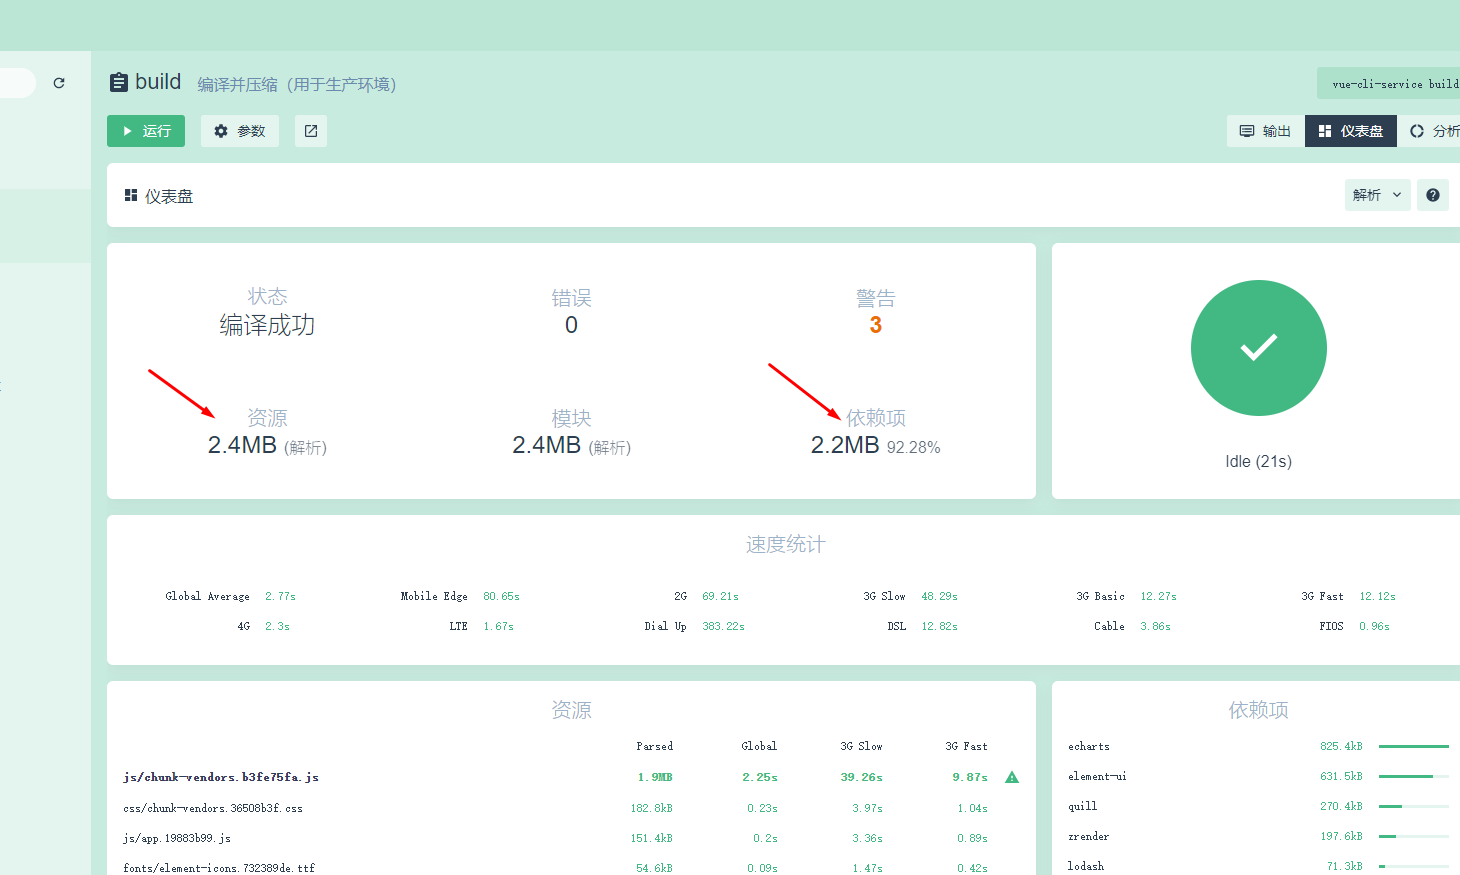 build 编译并压缩（用于生产环境）
vue-cli-service build
运行 参数
输出 仪表盘 分析
仪表盘
解析
状态 错误 警告
编译成功 0 3
资源 模块 依赖项
2.4MB (解析) 2.4MB (解析) 2.2MB 92.28%
Idle (21s)
速度统计
Global Average 2.77s Mobile Edge 80.65s 2G 69.21s 3G Slow 48.29s 3G Basic 12.27s 3G Fast 12.12s
4G 2.3s LTE 1.67s Dial Up 383.22s DSL 12.82s Cable 3.86s FIOS 0.96s
资源
Parsed Global 3G Slow 3G Fast
js/chunk-vendors.b3fe75fa.js 1.9MB 2.25s 39.26s 9.87s
css/chunk-vendors.36508b3f.css 182.8kB 0.23s 3.97s 1.04s
js/app.19883b99.js 151.4kB 0.2s 3.36s 0.89s
fonts/element-icons.732389de.ttf 54.6kB 0.09s 1.47s 0.42s
依赖项
echarts 825.4kB
element-ui 631.5kB
quill 270.4kB
zrender 197.6kB
lodash 71.3kB